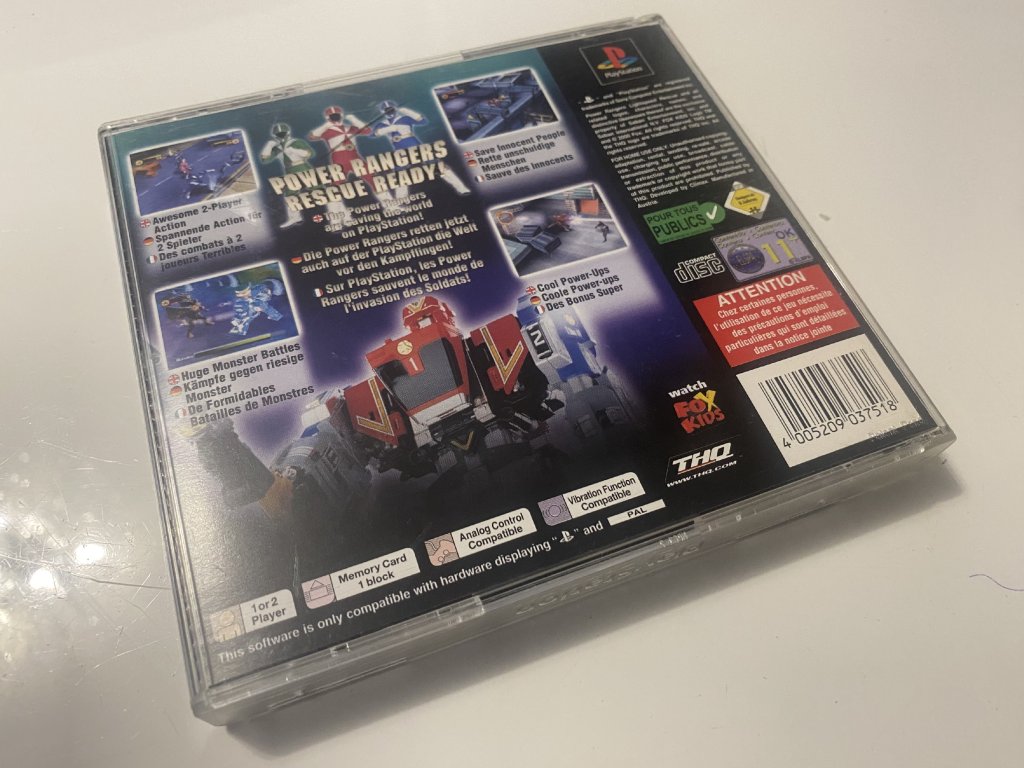 POWER RANGERS
RESCUE READY!
The Power Rangers
are saving the world
on PlayStation!
Die Power Rangers retten jetzt
auch auf der PlayStation die Welt
vor den Kampflingen!
Sur PlayStation, les Power
Rangers sauvent le monde de
l'invasion des Soldats!
Awesome 2-Player
Action
Spannende Action für
2 Spieler
Des combats à 2
joueurs Terribles
Huge Monster Battles
Kämpfe gegen riesige
Monster
De Formidables
Batailles de Monstres
Save Innocent People
Rette unschuldige
Menschen
Sauve des Innocents
Cool Power-Ups
Coole Power-ups
Des Bonus Super
1
2
PlayStation
POUR TOUS
PUBLICS
COMPACT
disc
OK
11
ATTENTION
Chez certaines personnes,
l'utilisation de ce jeu nécessite
des précautions d'emploi
particulières qui sont détaillées
dans la notice jointe
watch
FOX
KIDS
THQ
WWW.THQ.COM
4 005209 037518
1 or 2
Player
Memory Card
1 block
Analog Control
Compatible
Vibration Function
Compatible
This software is only compatible with hardware displaying " " and PAL